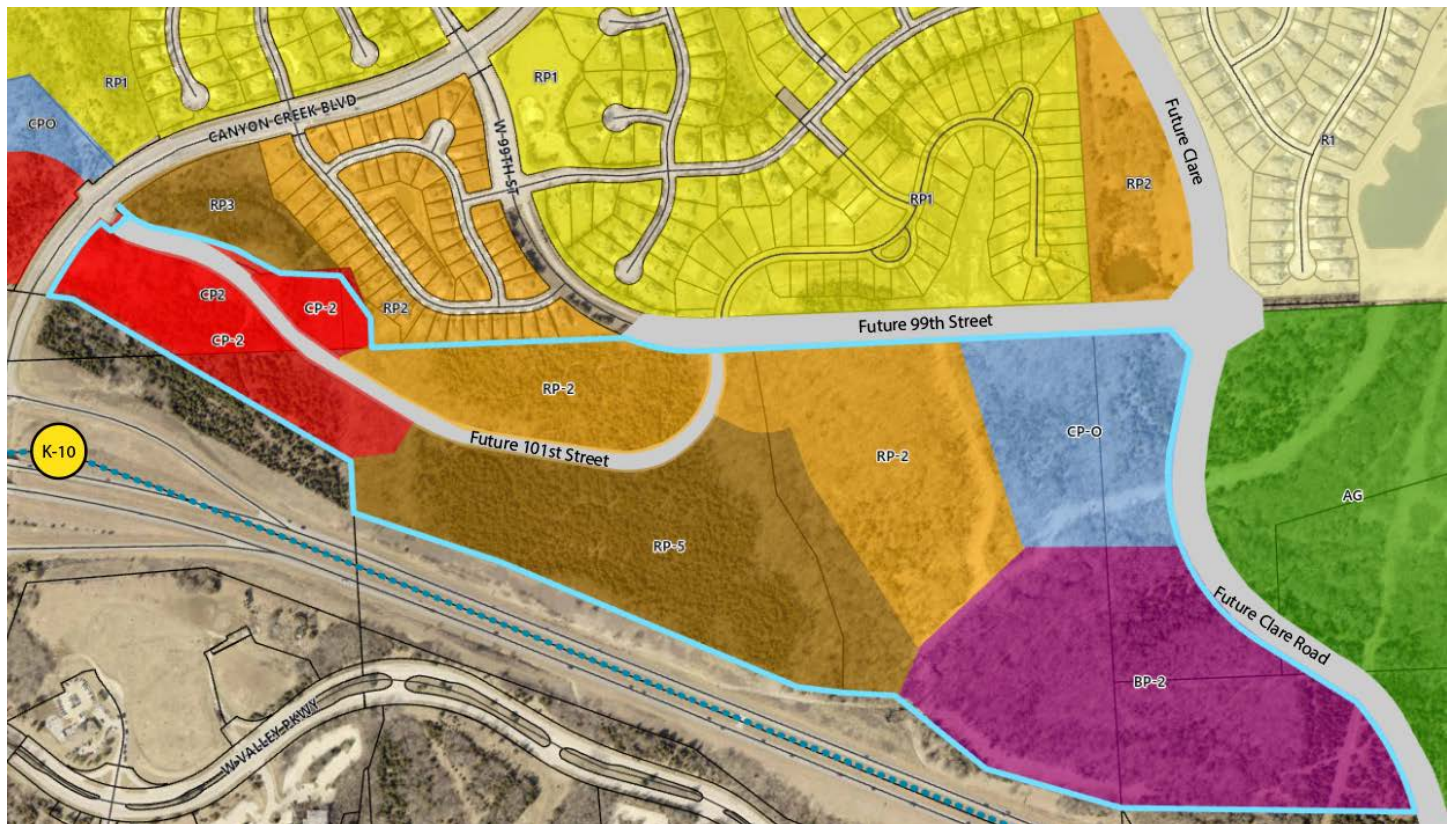 RP1
RP1
CPO
CANYON CREEK BLVD
W 99TH ST
Future Clare
R1
RP2
RP3
RP1
CP2
CP-2
RP2
CP-2
Future 99th Street
RP-2
K-10
Future 101st Street
RP-2
CP-O
AG
RP-5
Future Clare Road
BP-2
W VALLEY PKWY